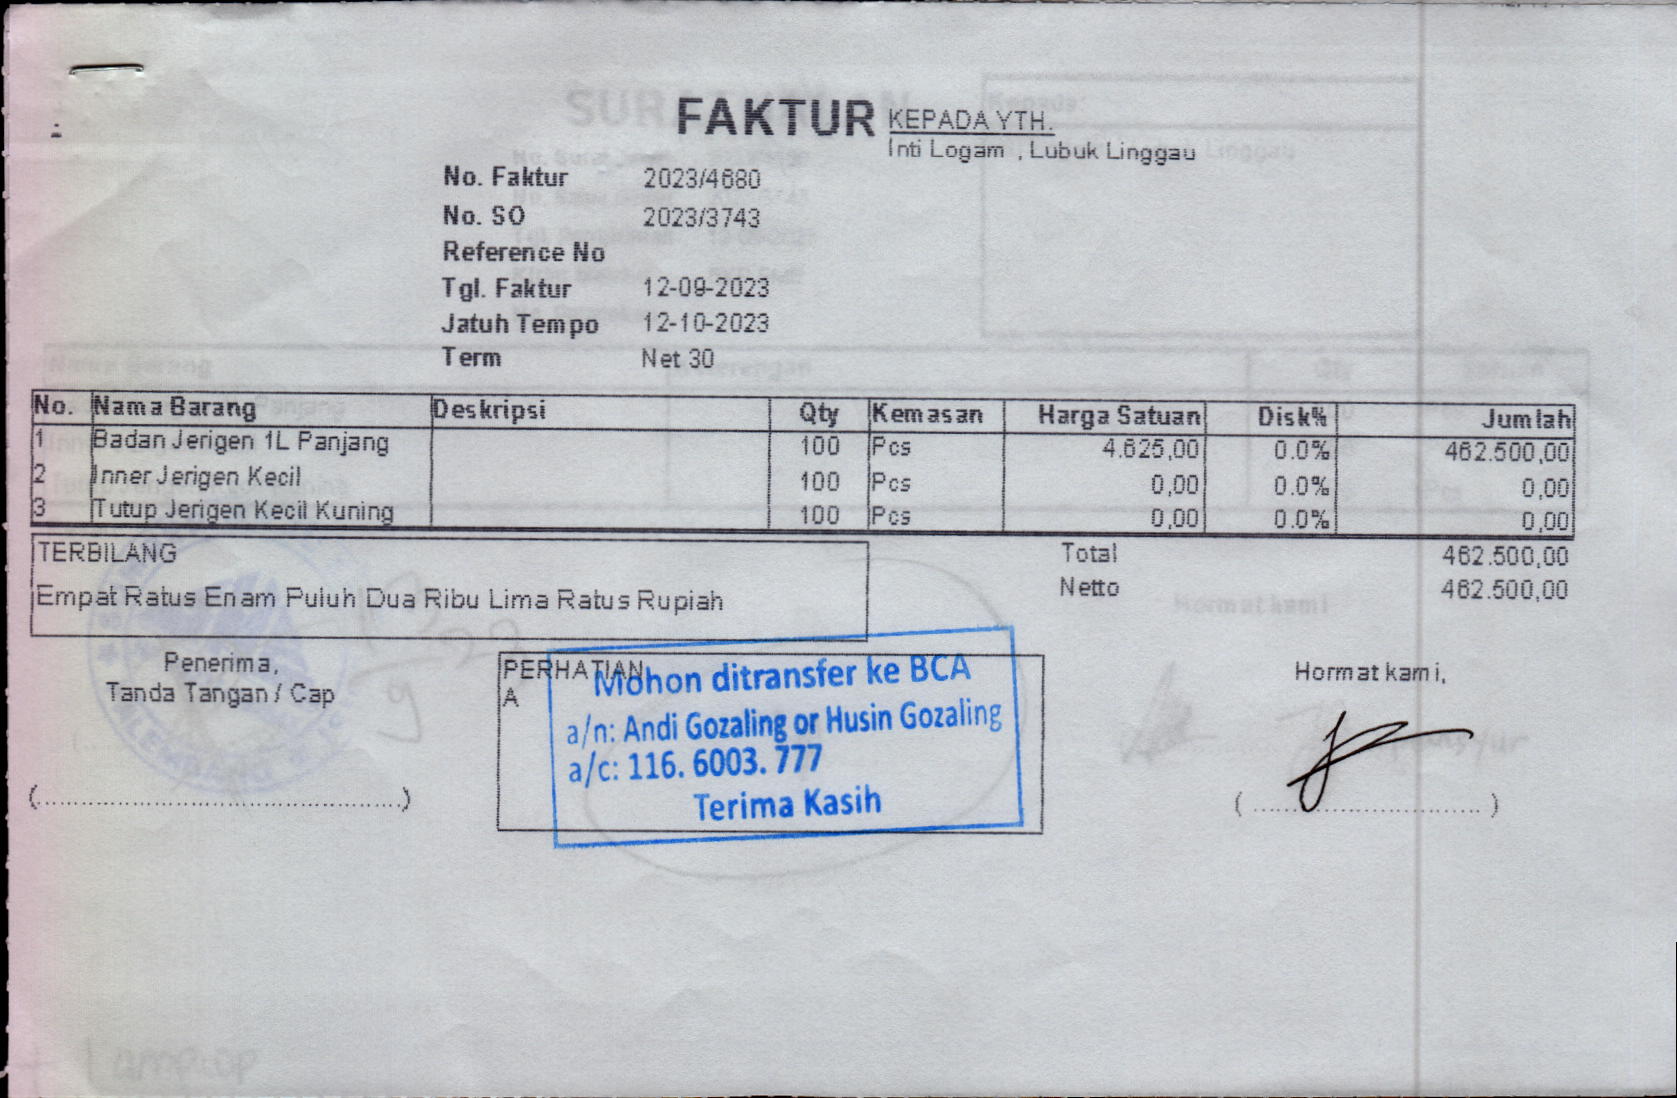 FAKTUR
KEPADA YTH.
Inti Logam , Lubuk Linggau
No. Faktur 2023/4680
No. SO 2023/3743
Reference No
Tgl. Faktur 12-09-2023
Jatuh Tempo 12-10-2023
Term Net 30
No. Nama Barang Deskripsi Qty Kemasan Harga Satuan Disk% Jumlah
1 Badan Jerigen 1L Panjang 100 Pcs 4.625,00 0.0% 462.500,00
2 Inner Jerigen Kecil 100 Pcs 0,00 0.0% 0,00
3 Tutup Jerigen Kecil Kuning 100 Pcs 0,00 0.0% 0,00
TERBILANG
Empat Ratus Enam Puluh Dua Ribu Lima Ratus Rupiah
Total 462.500,00
Netto 462.500,00
Penerima,
Tanda Tangan / Cap
(..................................................)
PERHATIAN
A
Mohon ditransfer ke BCA
a/n: Andi Gozaling or Husin Gozaling
a/c: 116. 6003. 777
Terima Kasih
Hormat kami,
( ................................ )